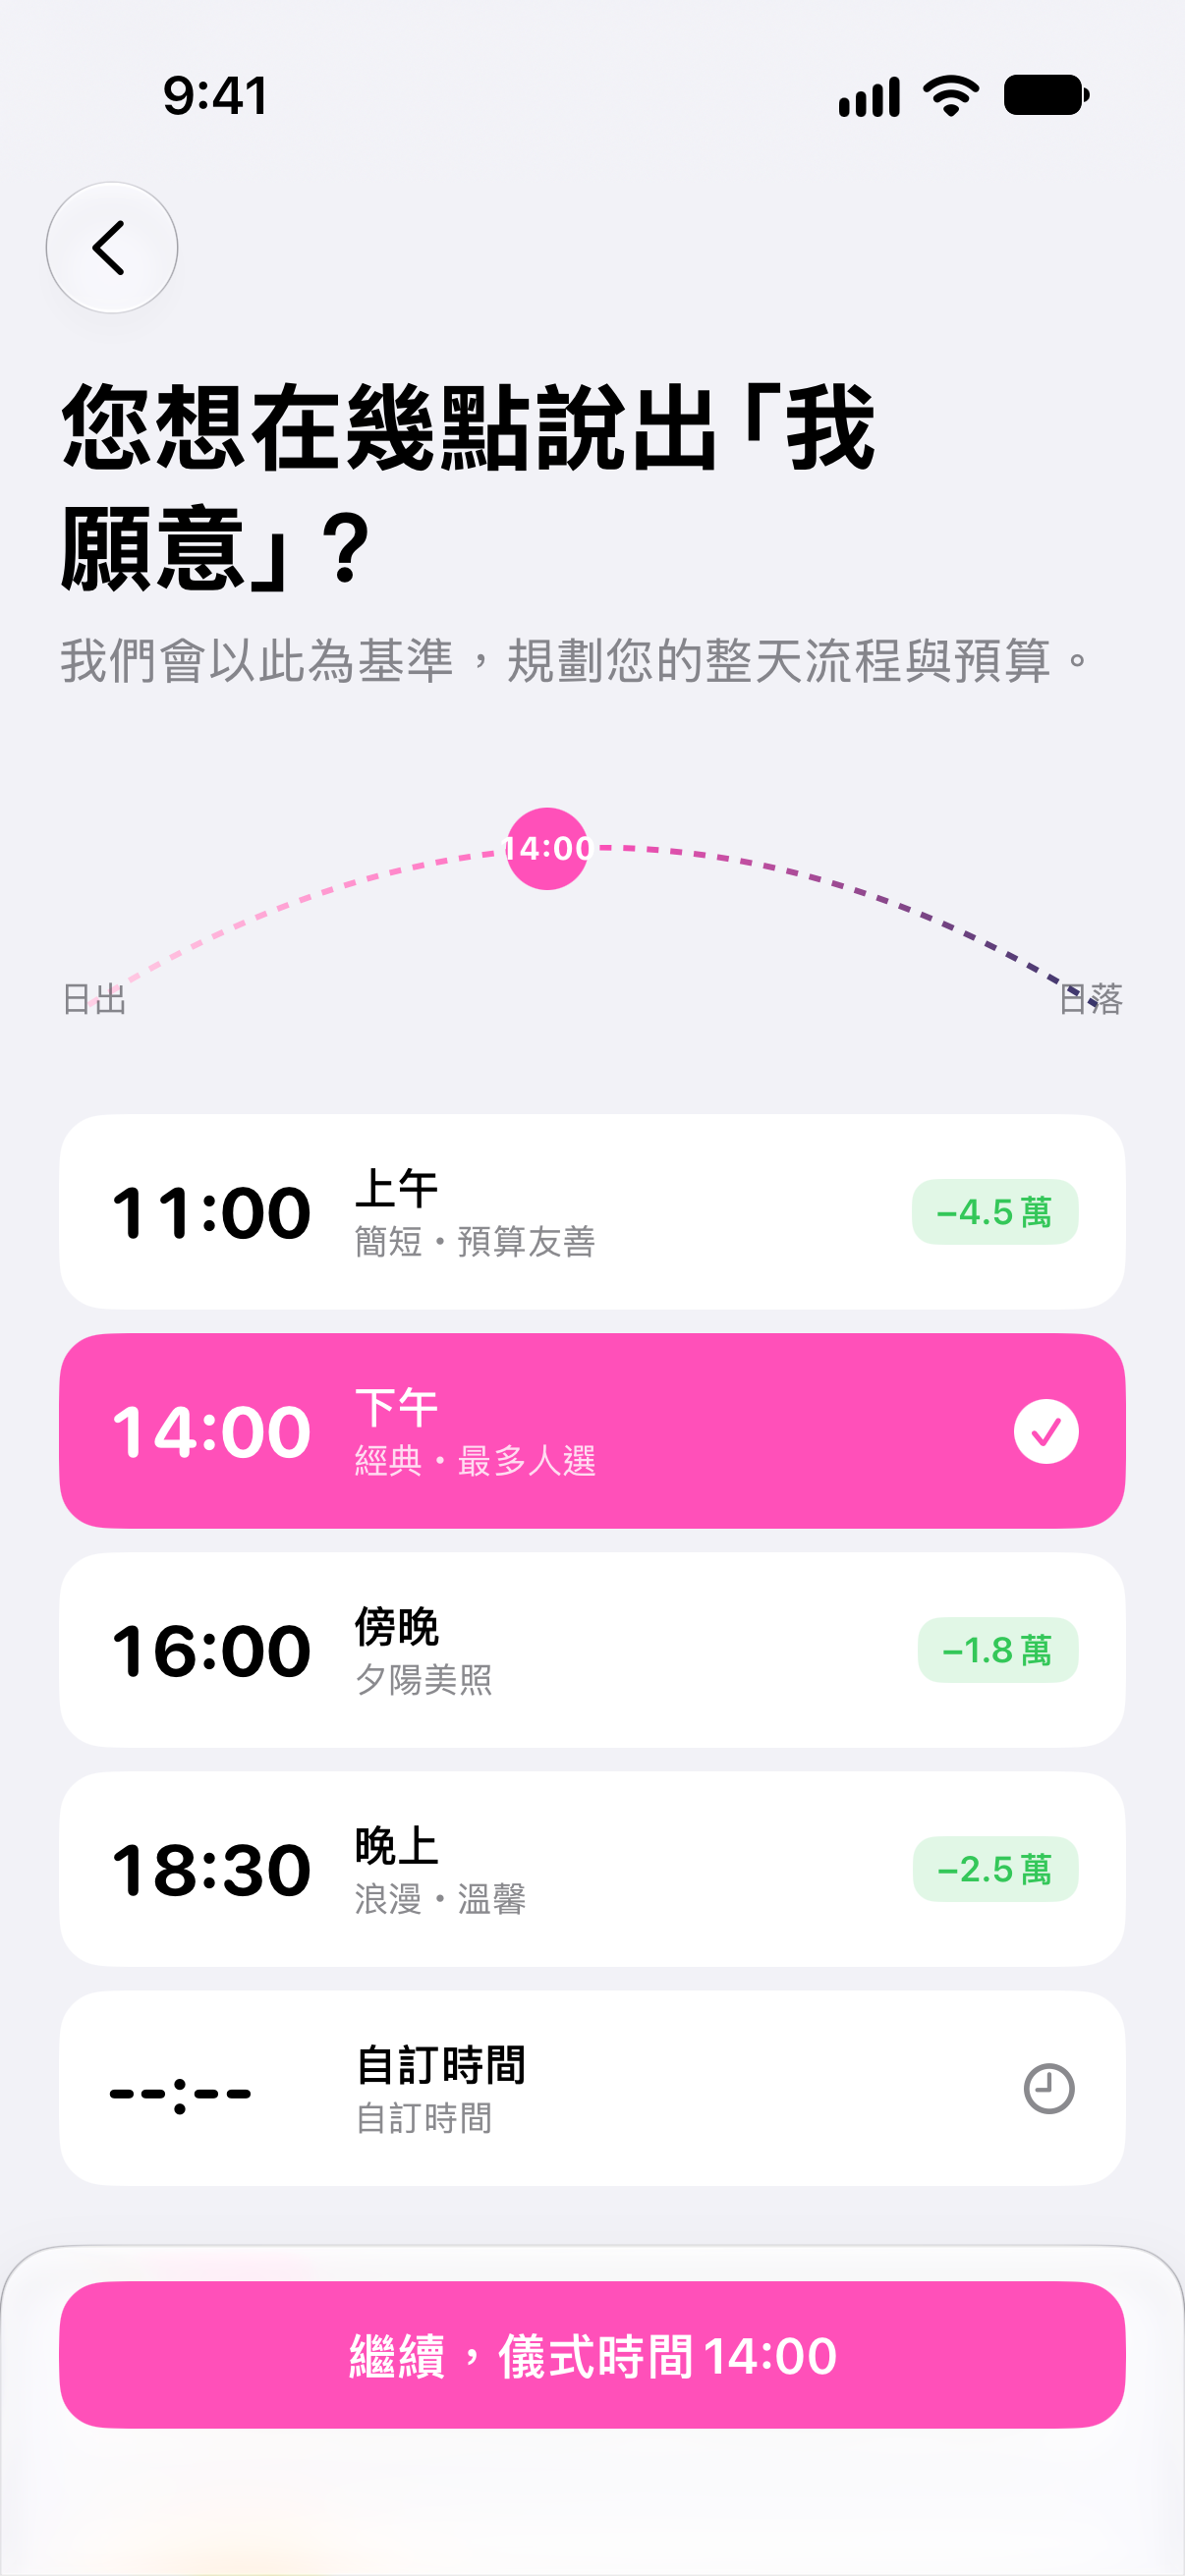 9:41
您想在幾點說出「我
願意」?
我們會以此為基準，規劃您的整天流程與預算。
14:00
日出
日落
11:00
上午
簡短・預算友善
−4.5 萬
14:00
下午
經典・最多人選
16:00
傍晚
夕陽美照
−1.8 萬
18:30
晚上
浪漫・溫馨
−2.5 萬
--:--
自訂時間
自訂時間
繼續，儀式時間 14:00